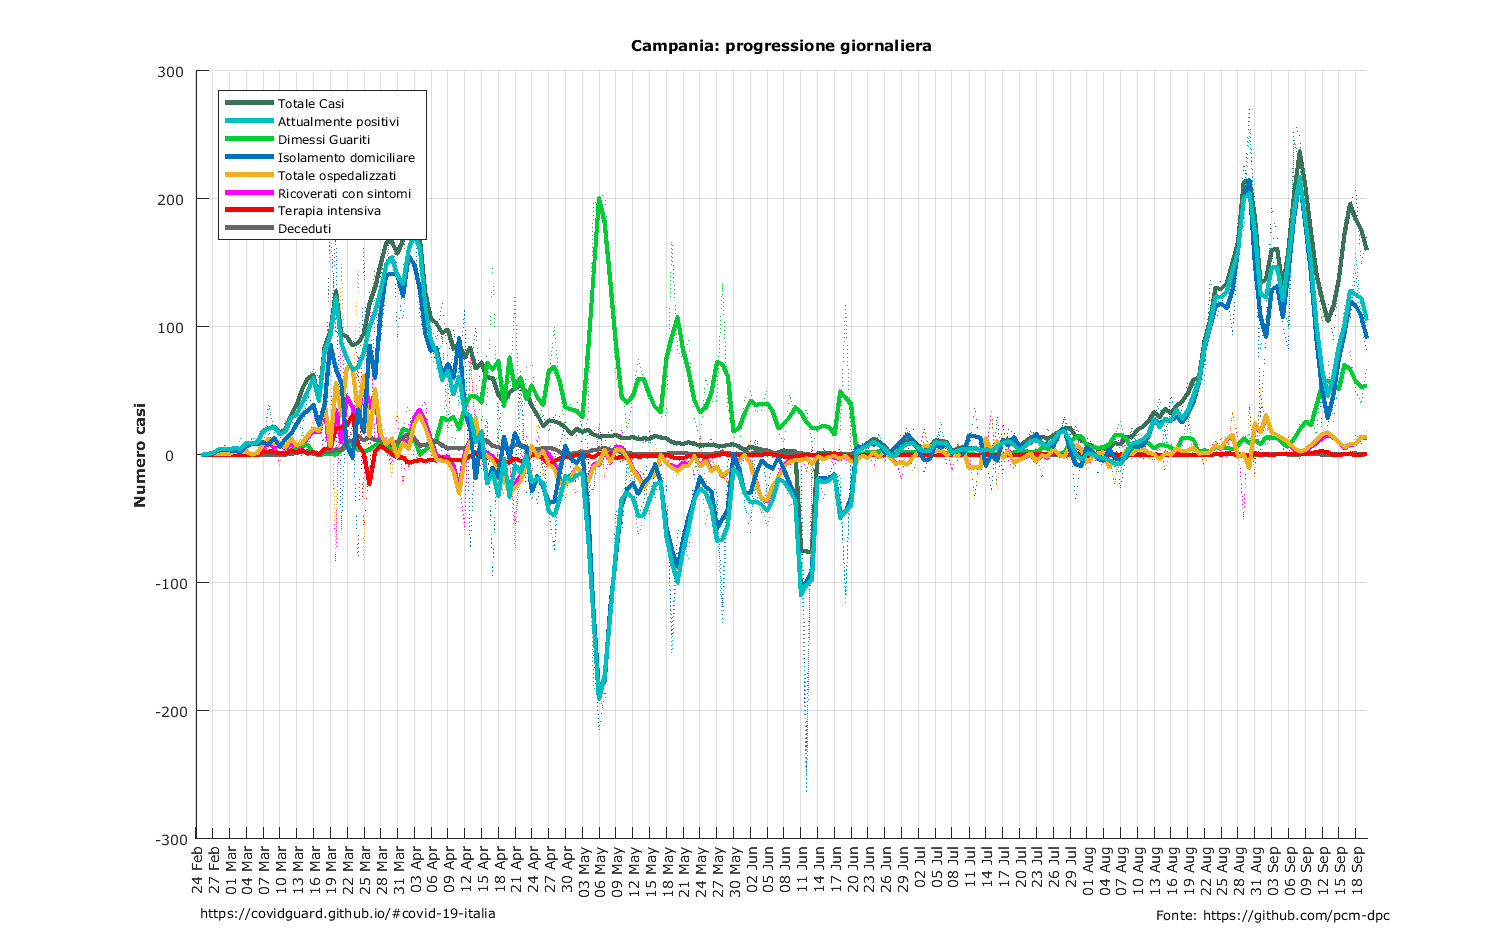 Campania: progressione giornaliera
300
200
100
0
-100
-200
-300
Numero casi
Totale Casi
Attualmente positivi
Dimessi Guariti
Isolamento domiciliare
Totale ospedalizzati
Ricoverati con sintomi
Terapia intensiva
Deceduti
24 Feb
27 Feb
01 Mar
04 Mar
07 Mar
10 Mar
13 Mar
16 Mar
19 Mar
22 Mar
25 Mar
28 Mar
31 Mar
03 Apr
06 Apr
09 Apr
12 Apr
15 Apr
18 Apr
21 Apr
24 Apr
27 Apr
30 Apr
03 May
06 May
09 May
12 May
15 May
18 May
21 May
24 May
27 May
30 May
02 Jun
05 Jun
08 Jun
11 Jun
14 Jun
17 Jun
20 Jun
23 Jun
26 Jun
29 Jun
02 Jul
05 Jul
08 Jul
11 Jul
14 Jul
17 Jul
20 Jul
23 Jul
26 Jul
29 Jul
01 Aug
04 Aug
07 Aug
10 Aug
13 Aug
16 Aug
19 Aug
22 Aug
25 Aug
28 Aug
31 Aug
03 Sep
06 Sep
09 Sep
12 Sep
15 Sep
18 Sep
https://covidguard.github.io/#covid-19-italia
Fonte: https://github.com/pcm-dpc